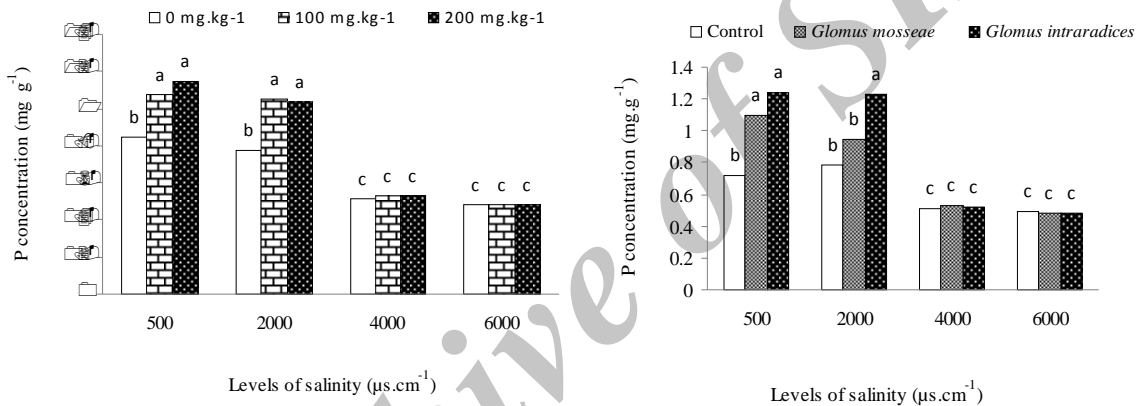 0 mg.kg-1 100 mg.kg-1 200 mg.kg-1
P concentration (mg g-1)
a
a
b
a
a
b
c c c
c c c
500 2000 4000 6000
Levels of salinity (µs.cm-1)
Control Glomus mosseae Glomus intraradices
P concentration (mg.g-1)
1.4
1.2
1
0.8
0.6
0.4
0.2
0
b
a
a
b
b
a
c c c
c c c
500 2000 4000 6000
Levels of salinity (µs.cm-1)